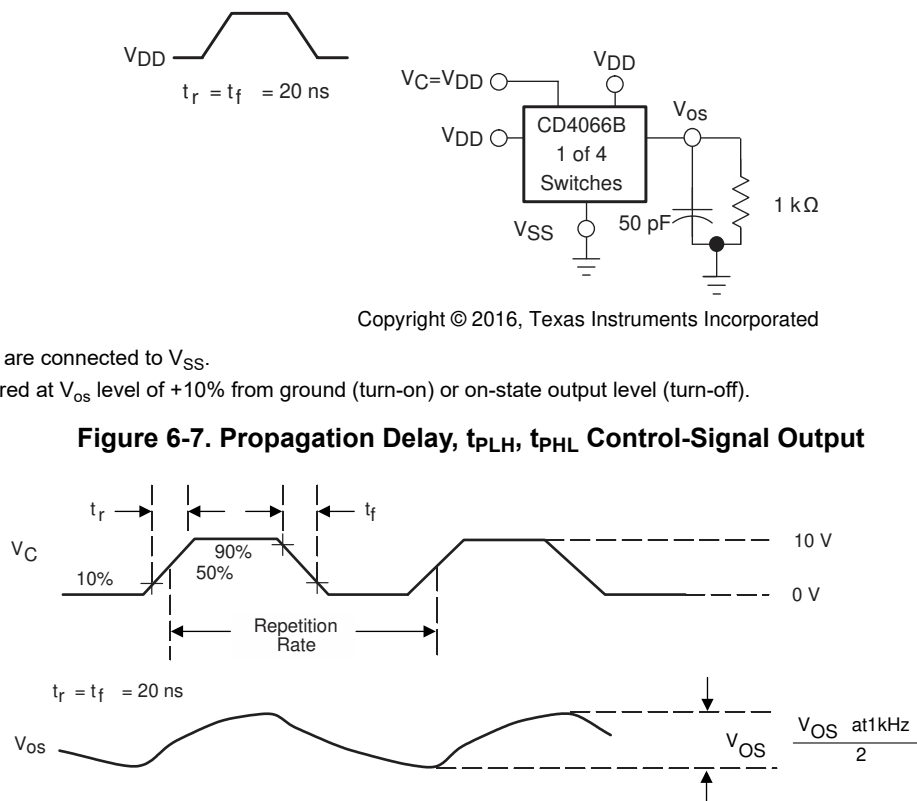 VDD
tr = tf = 20 ns
VC=VDD
VDD
VDD
CD4066B
1 of 4
Switches
Vos
VSS
50 pF
1 kΩ
Copyright © 2016, Texas Instruments Incorporated
are connected to VSS.
red at Vos level of +10% from ground (turn-on) or on-state output level (turn-off).
Figure 6-7. Propagation Delay, tPLH, tPHL Control-Signal Output
tr
tf
VC
10%
90%
50%
10 V
0 V
Repetition
Rate
tr = tf = 20 ns
Vos
VOS
VOS at1kHz
2